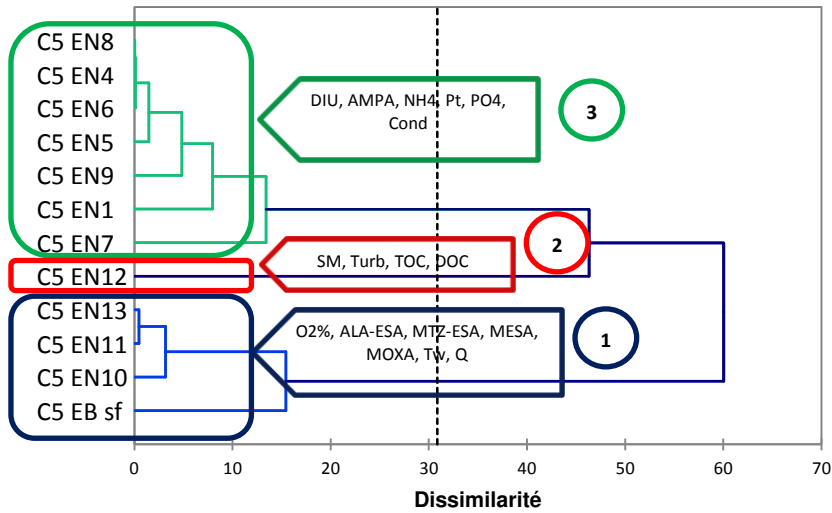 C5 EN8
C5 EN4
C5 EN6
C5 EN5
C5 EN9
C5 EN1
C5 EN7
C5 EN12
C5 EN13
C5 EN11
C5 EN10
C5 EB sf
DIU, AMPA, NH4, Pt, PO4,
Cond
3
SM, Turb, TOC, DOC
2
O2%, ALA-ESA, MTZ-ESA, MESA,
MOXA, Tw, Q
1
0 10 20 30 40 50 60 70
Dissimilarité